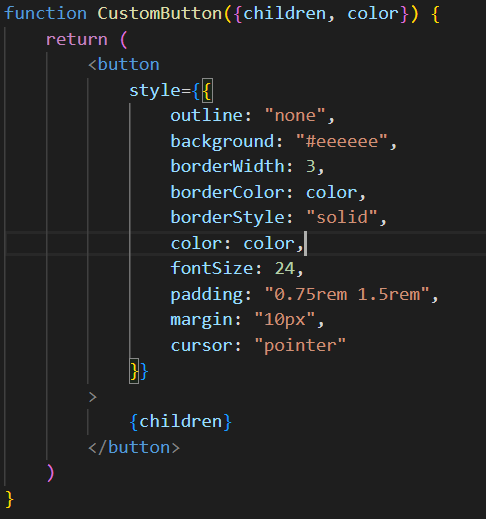 function CustomButton({children, color}) {
    return (
        <button
            style={{
                outline: "none",
                background: "#eeeeee",
                borderWidth: 3,
                borderColor: color,
                borderStyle: "solid",
                color: color,
                fontSize: 24,
                padding: "0.75rem 1.5rem",
                margin: "10px",
                cursor: "pointer"
            }}
        >
            {children}
        </button>
    )
}